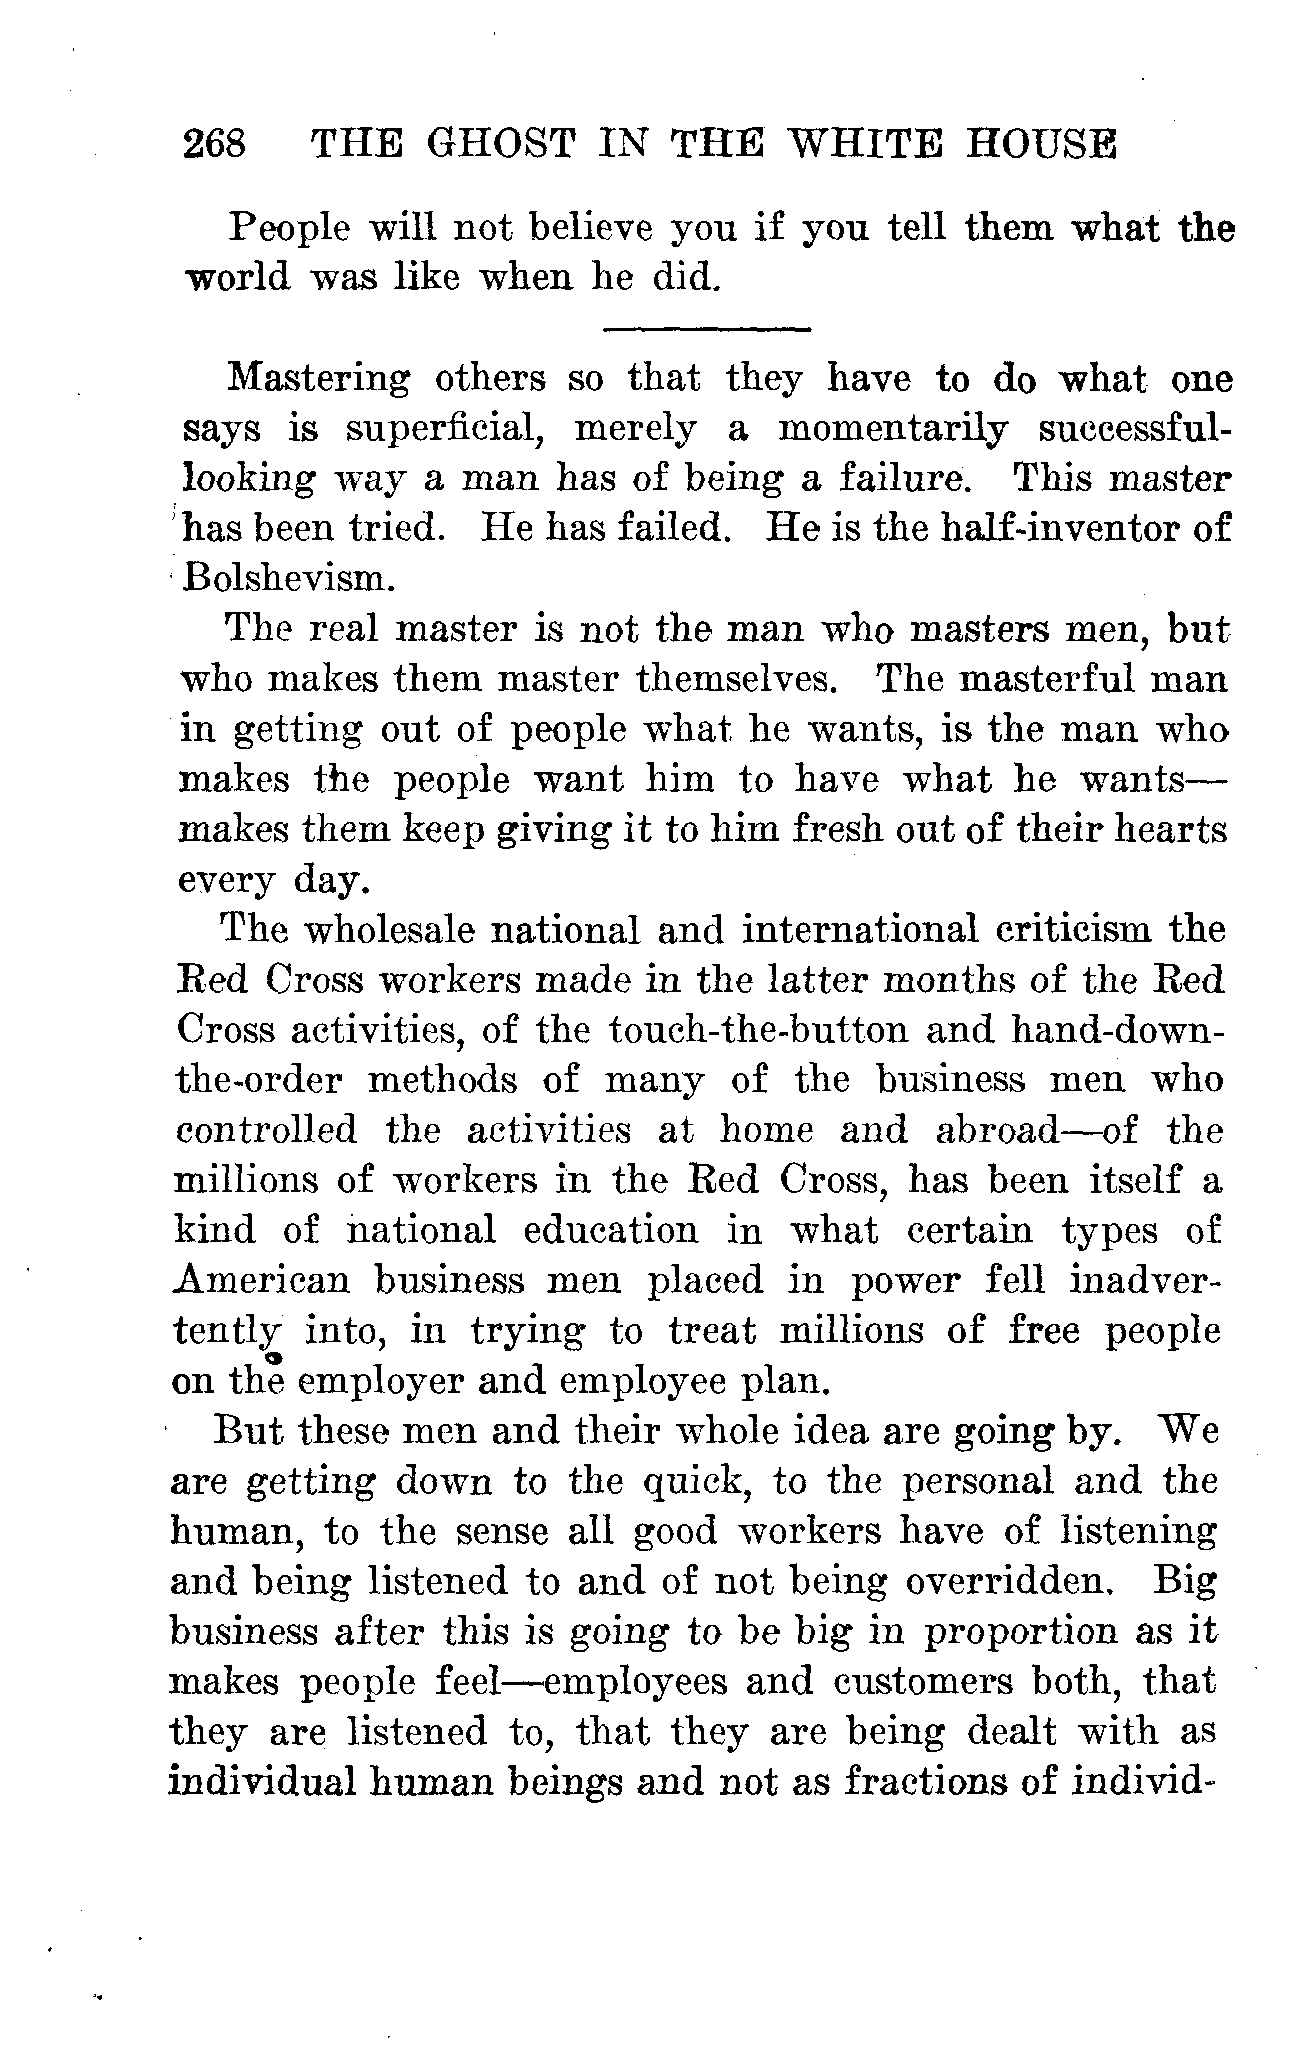 268 THE GHOST IN THE WHITE HOUSE
People will not believe you if you tell them what the
world was like when he did.
Mastering others so that they have to do what one
says is superficial, merely a momentarily successful-
looking way a man has of being a failure. This master
has been tried. He has failed. He is the half-inventor of
Bolshevism.
The real master is not the man who masters men, but
who makes them master themselves. The masterful man
in getting out of people what he wants, is the man who
makes the people want him to have what he wants—
makes them keep giving it to him fresh out of their hearts
every day.
The wholesale national and international criticism the
Red Cross workers made in the latter months of the Red
Cross activities, of the touch-the-button and hand-down-
the-order methods of many of the business men who
controlled the activities at home and abroad—of the
millions of workers in the Red Cross, has been itself a
kind of national education in what certain types of
American business men placed in power fell inadver-
tently into, in trying to treat millions of free people
on the employer and employee plan.
But these men and their whole idea are going by. We
are getting down to the quick, to the personal and the
human, to the sense all good workers have of listening
and being listened to and of not being overridden. Big
business after this is going to be big in proportion as it
makes people feel—employees and customers both, that
they are listened to, that they are being dealt with as
individual human beings and not as fractions of individ-